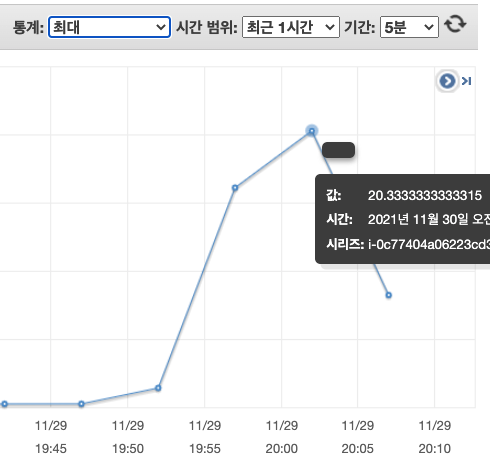 통계: 최대 시간 범위: 최근 1시간 기간: 5분
값: 20.3333333333315
시간: 2021년 11월 30일 오전
시리즈: i-0c77404a06223cd3
11/29 11/29 11/29 11/29 11/29 11/29
19:45 19:50 19:55 20:00 20:05 20:10